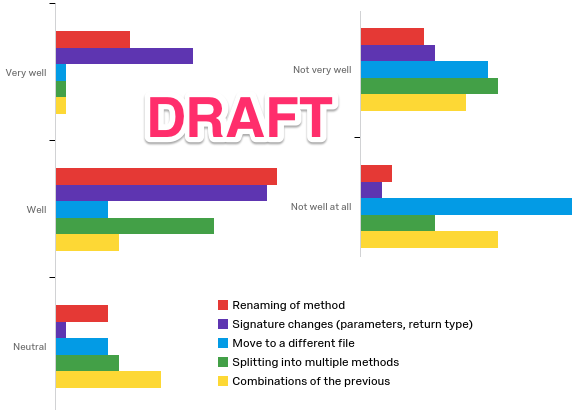 Very well
Well
Neutral
DRAFT
Not very well
Not well at all
Renaming of method
Signature changes (parameters, return type)
Move to a different file
Splitting into multiple methods
Combinations of the previous